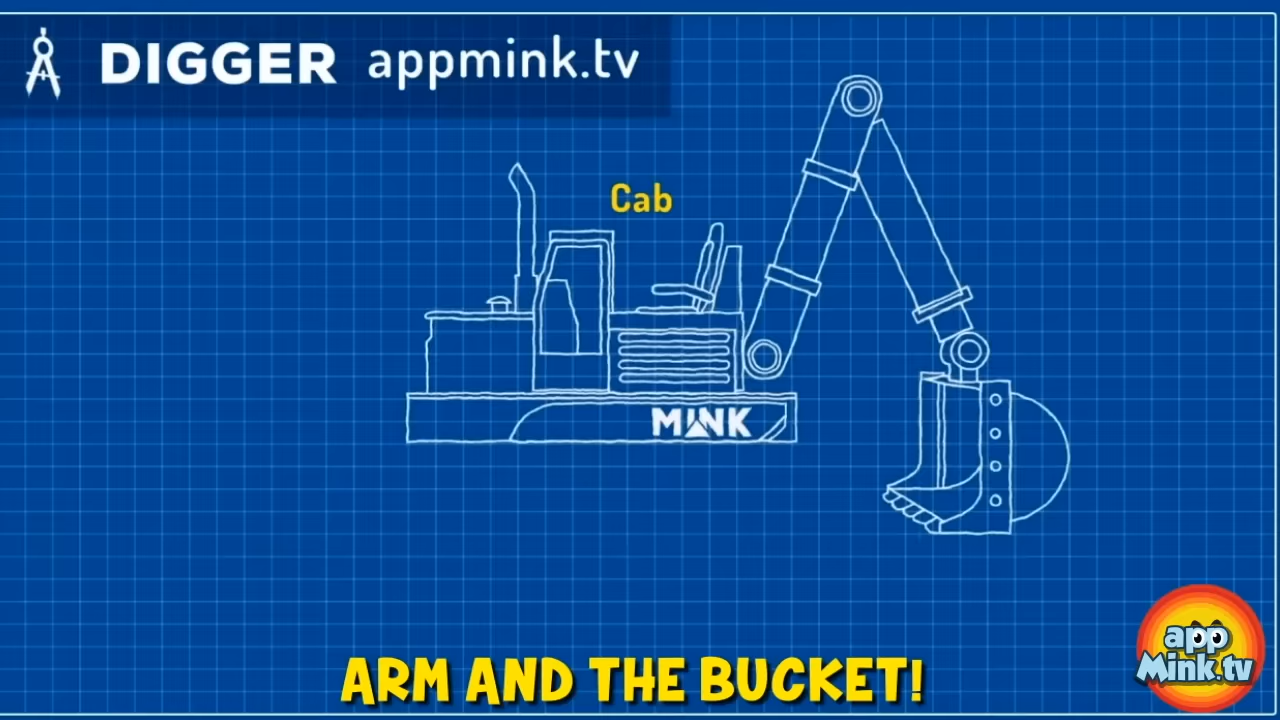 DIGGER appmink.tv
Cab
MINK
ARM AND THE BUCKET!
app
Mink.tv